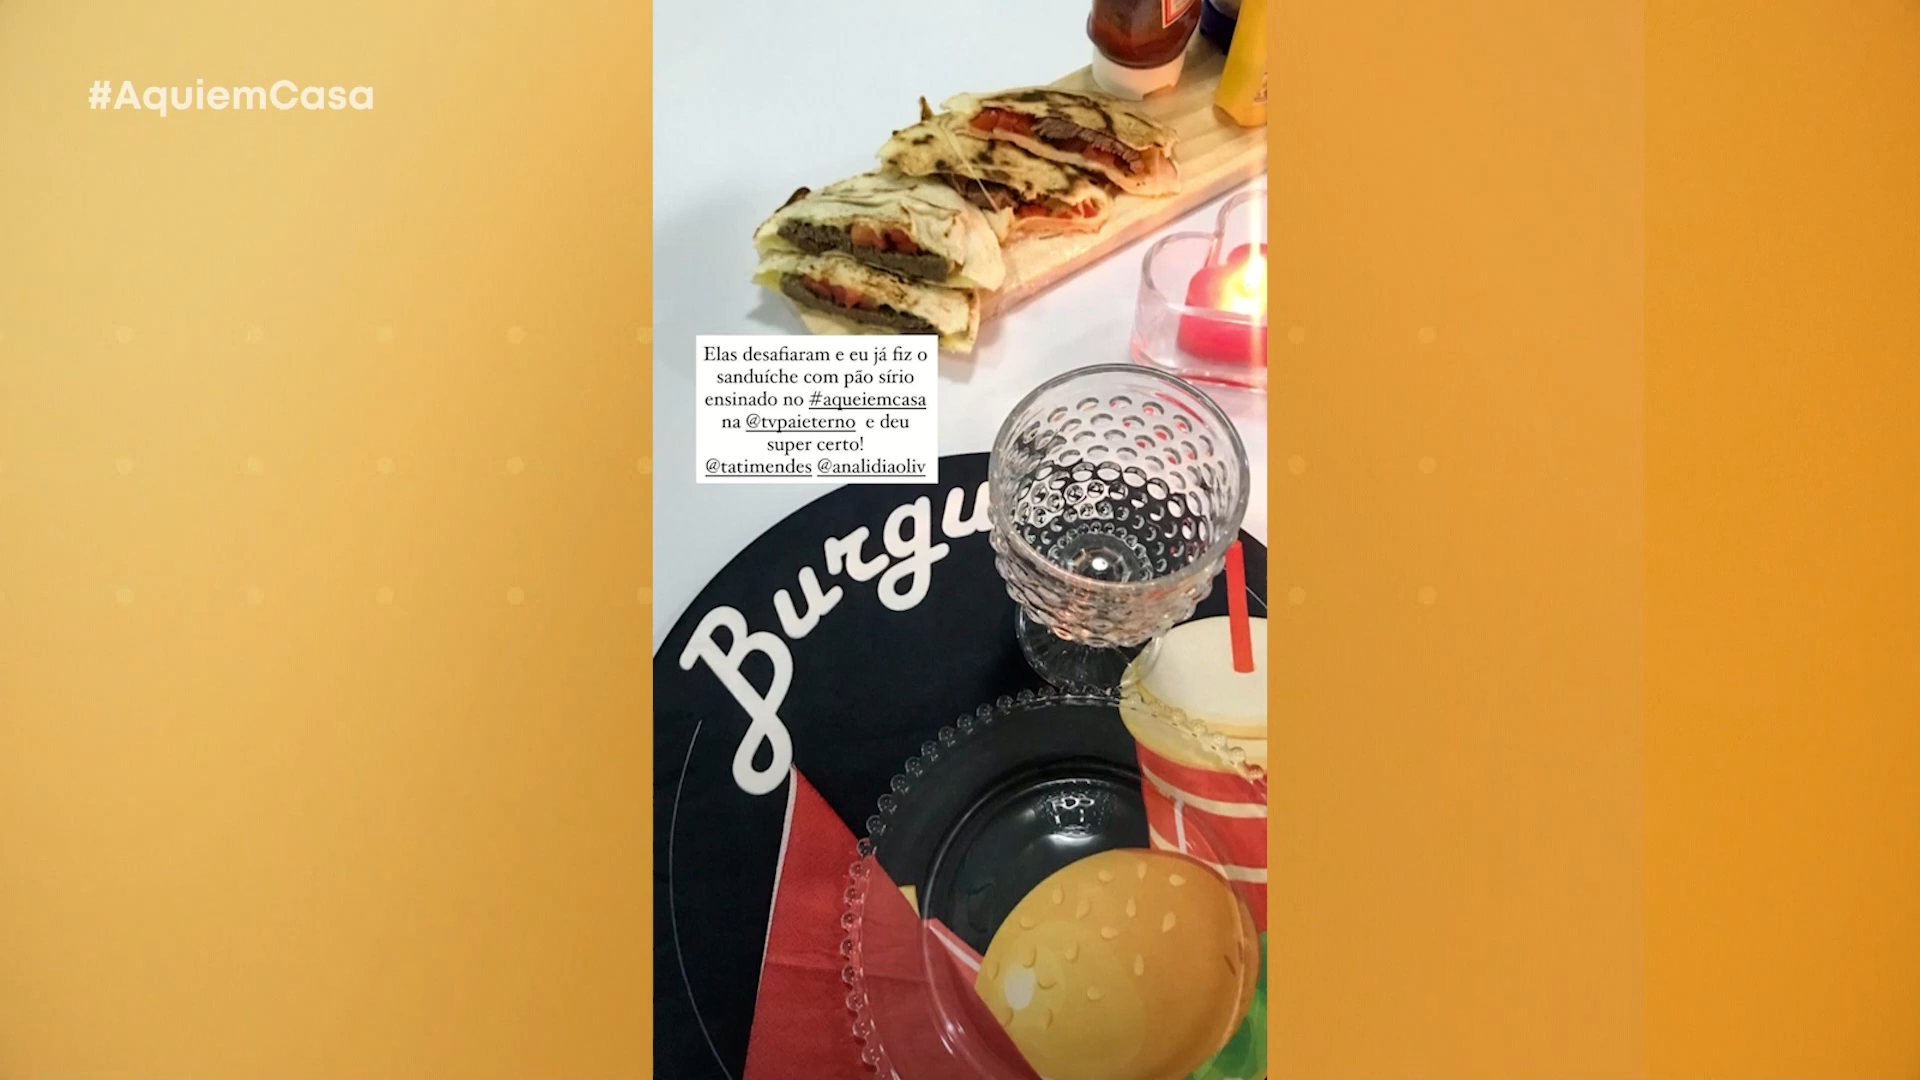 #AquiemCasa
Elas desafiaram e eu já fiz o
sanduíche com pão sírio
ensinado no #aqueiemcasa
na @tvpaieterno e deu
super certo!
@tatimendes @analidiaoliv
Burgu